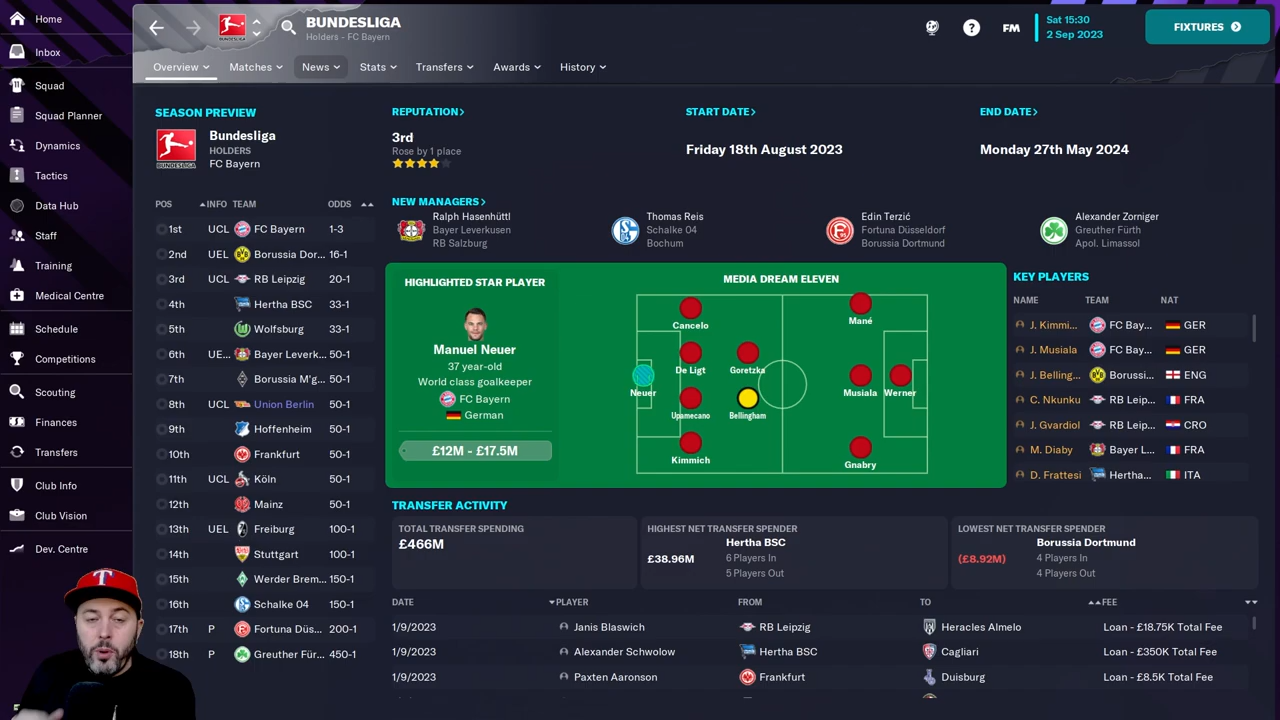 Home
Inbox
Squad
Squad Planner
Dynamics
Tactics
Data Hub
Staff
Training
Medical Centre
Schedule
Competitions
Scouting
Finances
Transfers
Club Info
Club Vision
Dev. Centre
BUNDESLIGA
Holders - FC Bayern
FM
Sat 15:30
2 Sep 2023
FIXTURES
Overview
Matches
News
Stats
Transfers
Awards
History
SEASON PREVIEW
Bundesliga
HOLDERS
FC Bayern
REPUTATION
3rd
Rose by 1 place
START DATE
Friday 18th August 2023
END DATE
Monday 27th May 2024
NEW MANAGERS
Ralph Hasenhüttl
Bayer Leverkusen
RB Salzburg
Thomas Reis
Schalke 04
Bochum
Edin Terzić
Fortuna Düsseldorf
Borussia Dortmund
Alexander Zorniger
Greuther Fürth
Apol. Limassol
POS INFO TEAM ODDS
1st UCL FC Bayern 1-3
2nd UEL Borussia Dor... 16-1
3rd UCL RB Leipzig 20-1
4th Hertha BSC 33-1
5th Wolfsburg 33-1
6th UE... Bayer Leverk... 50-1
7th Borussia M'g... 50-1
8th UCL Union Berlin 50-1
9th Hoffenheim 50-1
10th Frankfurt 50-1
11th UCL Köln 50-1
12th Mainz 50-1
13th UEL Freiburg 100-1
14th Stuttgart 100-1
15th Werder Brem... 150-1
16th Schalke 04 150-1
17th P Fortuna Düs... 200-1
18th P Greuther Für... 450-1
HIGHLIGHTED STAR PLAYER
Manuel Neuer
37 year-old
World class goalkeeper
FC Bayern
German
£12M - £17.5M
MEDIA DREAM ELEVEN
Cancelo
Mané
De Ligt
Goretzka
Neuer
Musiala
Werner
Upamecano
Bellingham
Kimmich
Gnabry
KEY PLAYERS
NAME TEAM NAT
J. Kimmi... FC Bay... GER
J. Musiala FC Bay... GER
J. Belling... Borussi... ENG
C. Nkunku RB Leip... FRA
J. Gvardiol RB Leip... CRO
M. Diaby Bayer L... FRA
D. Frattesi Hertha... ITA
TRANSFER ACTIVITY
TOTAL TRANSFER SPENDING
£466M
HIGHEST NET TRANSFER SPENDER
£38.96M
Hertha BSC
6 Players In
5 Players Out
LOWEST NET TRANSFER SPENDER
(£8.92M)
Borussia Dortmund
4 Players In
4 Players Out
DATE PLAYER FROM TO FEE
1/9/2023 Janis Blaswich RB Leipzig Heracles Almelo Loan - £18.75K Total Fee
1/9/2023 Alexander Schwolow Hertha BSC Cagliari Loan - £350K Total Fee
1/9/2023 Paxten Aaronson Frankfurt Duisburg Loan - £8.5K Total Fee